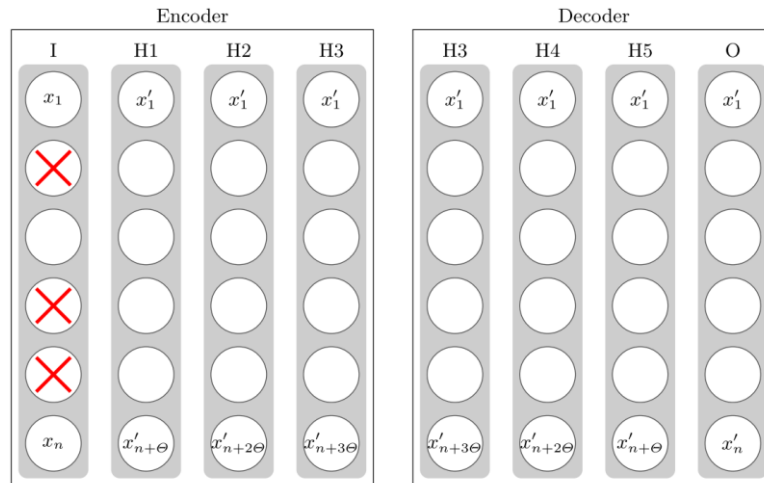 Encoder Decoder
I H1 H2 H3 H3 H4 H5 O
x₁ x′₁ x′₁ x′₁ x′₁ x′₁ x′₁ x′₁
xₙ x′ₙ₊Θ x′ₙ₊₂Θ x′ₙ₊₃Θ x′ₙ₊₃Θ x′ₙ₊₂Θ x′ₙ₊Θ x′ₙ